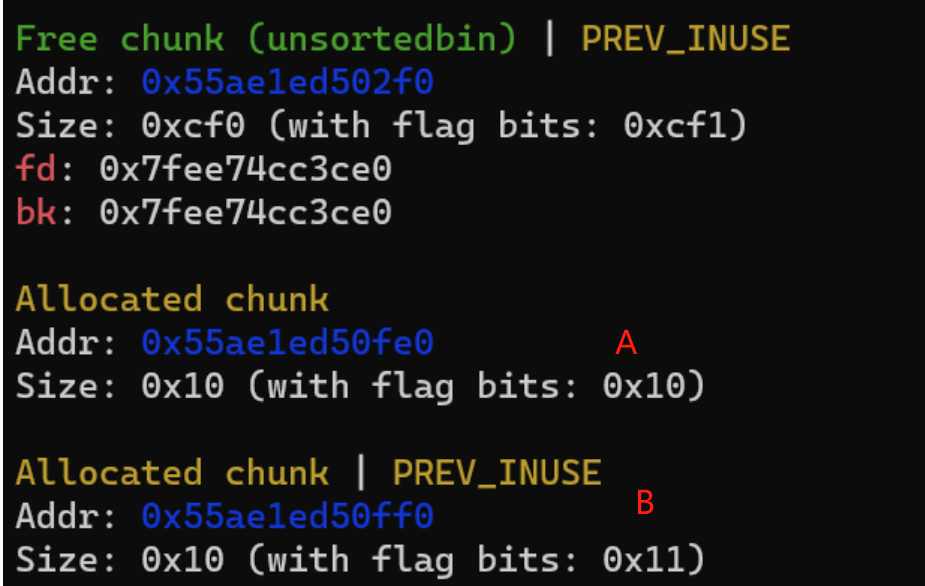 Free chunk (unsortedbin) | PREV_INUSE
Addr: 0x55ae1ed502f0
Size: 0xcf0 (with flag bits: 0xcf1)
fd: 0x7fee74cc3ce0
bk: 0x7fee74cc3ce0
Allocated chunk
Addr: 0x55ae1ed50fe0 A
Size: 0x10 (with flag bits: 0x10)
Allocated chunk | PREV_INUSE
Addr: 0x55ae1ed50ff0 B
Size: 0x10 (with flag bits: 0x11)